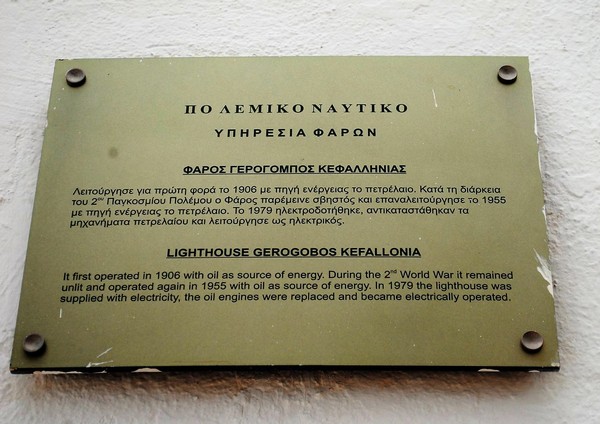 ΠΟ ΛΕΜΙΚΟ ΝΑΥΤΙΚΟ
ΥΠΗΡΕΣΙΑ ΦΑΡΩΝ
ΦΑΡΟΣ ΓΕΡΟΓΟΜΠΟΣ ΚΕΦΑΛΛΗΝΙΑΣ
Λειτούργησε για πρώτη φορά το 1906 με πηγή ενέργειας το πετρέλαιο. Κατά τη διάρκεια
του 2ου Παγκοσμίου Πολέμου ο Φάρος παρέμεινε σβηστός και επαναλειτούργησε το 1955
με πηγή ενέργειας το πετρέλαιο. Το 1979 ηλεκτροδοτήθηκε, αντικαταστάθηκαν τα
μηχανήματα πετρελαίου και λειτούργησε ως ηλεκτρικός.
LIGHTHOUSE GEROGOBOS KEFALLONIA
It first operated in 1906 with oil as source of energy. During the 2nd World War it remained
unlit and operated again in 1955 with oil as source of energy. In 1979 the lighthouse was
supplied with electricity, the oil engines were replaced and became electrically operated.